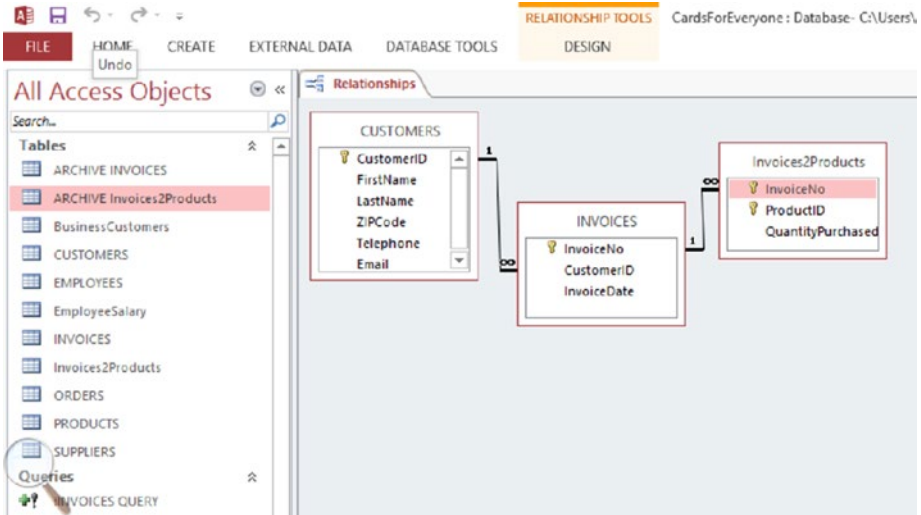 RELATIONSHIP TOOLS CardsForEveryone : Database- C:\Users\
FILE HOME CREATE EXTERNAL DATA DATABASE TOOLS DESIGN
Undo
All Access Objects
Search...
Tables
ARCHIVE INVOICES
ARCHIVE Invoices2Products
BusinessCustomers
CUSTOMERS
EMPLOYEES
EmployeeSalary
INVOICES
Invoices2Products
ORDERS
PRODUCTS
SUPPLIERS
Queries
INVOICES QUERY
Relationships
CUSTOMERS
CustomerID
FirstName
LastName
ZIPCode
Telephone
Email
1
∞
INVOICES
InvoiceNo
CustomerID
InvoiceDate
1
∞
Invoices2Products
InvoiceNo
ProductID
QuantityPurchased